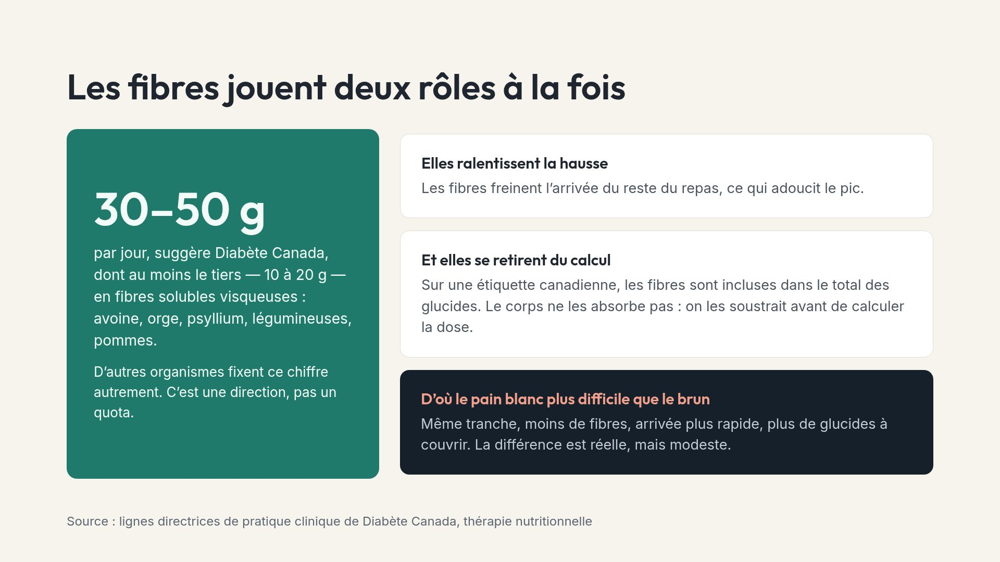 Les fibres jouent deux rôles à la fois
30–50 g
par jour, suggère Diabète Canada,
dont au moins le tiers — 10 à 20 g —
en fibres solubles visqueuses :
avoine, orge, psyllium, légumineuses,
pommes.
D’autres organismes fixent ce chiffre
autrement. C’est une direction, pas un
quota.
Elles ralentissent la hausse
Les fibres freinent l’arrivée du reste du repas, ce qui adoucit le pic.
Et elles se retirent du calcul
Sur une étiquette canadienne, les fibres sont incluses dans le total des
glucides. Le corps ne les absorbe pas : on les soustrait avant de calculer
la dose.
D’où le pain blanc plus difficile que le brun
Même tranche, moins de fibres, arrivée plus rapide, plus de glucides à
couvrir. La différence est réelle, mais modeste.
Source : lignes directrices de pratique clinique de Diabète Canada, thérapie nutritionnelle